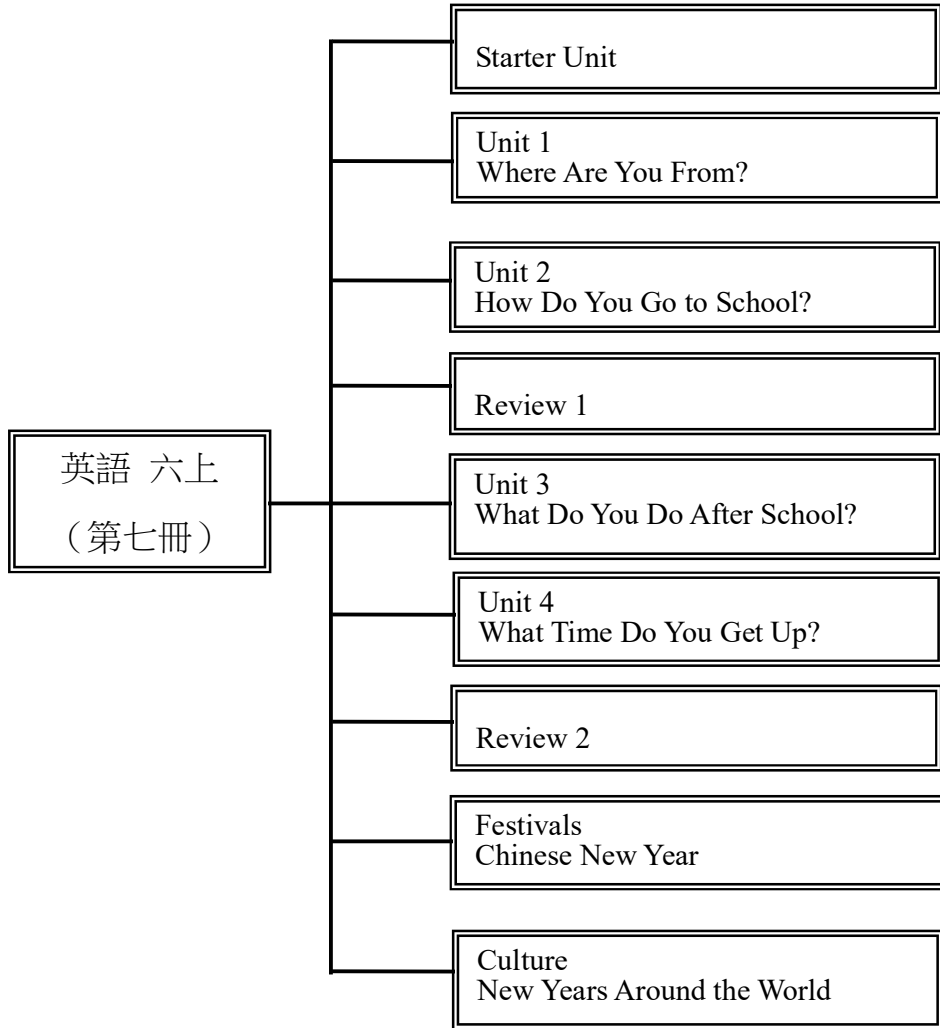 英語 六上
（第七冊）
Starter Unit
Unit 1
Where Are You From?
Unit 2
How Do You Go to School?
Review 1
Unit 3
What Do You Do After School?
Unit 4
What Time Do You Get Up?
Review 2
Festivals
Chinese New Year
Culture
New Years Around the World